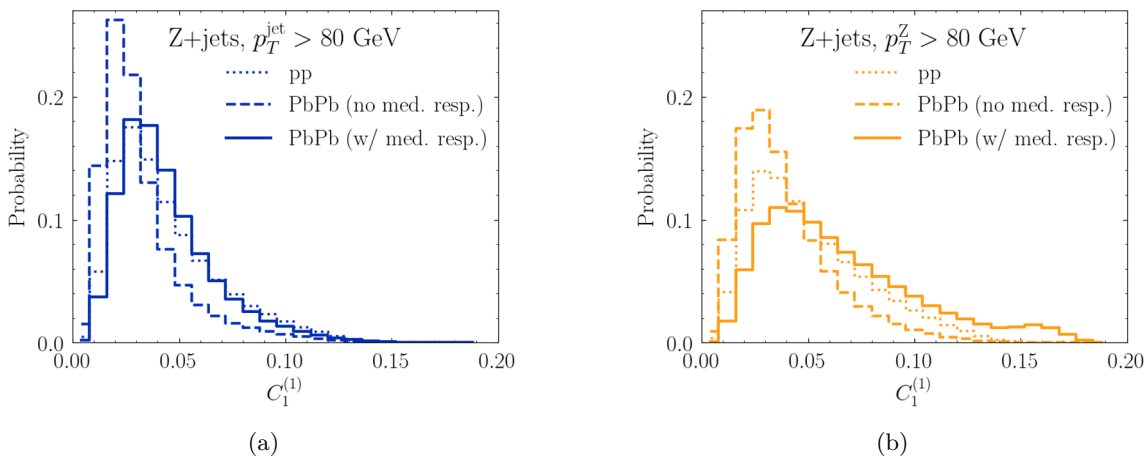 Z+jets, $p_T^{\text{jet}} > 80$ GeV
pp
PbPb (no med. resp.)
PbPb (w/ med. resp.)
Probability
0.2
0.1
0.0
0.00 0.05 0.10 0.15 0.20
$C_1^{(1)}$
(a)
Z+jets, $p_T^{\text{Z}} > 80$ GeV
pp
PbPb (no med. resp.)
PbPb (w/ med. resp.)
Probability
0.2
0.1
0.0
0.00 0.05 0.10 0.15 0.20
$C_1^{(1)}$
(b)